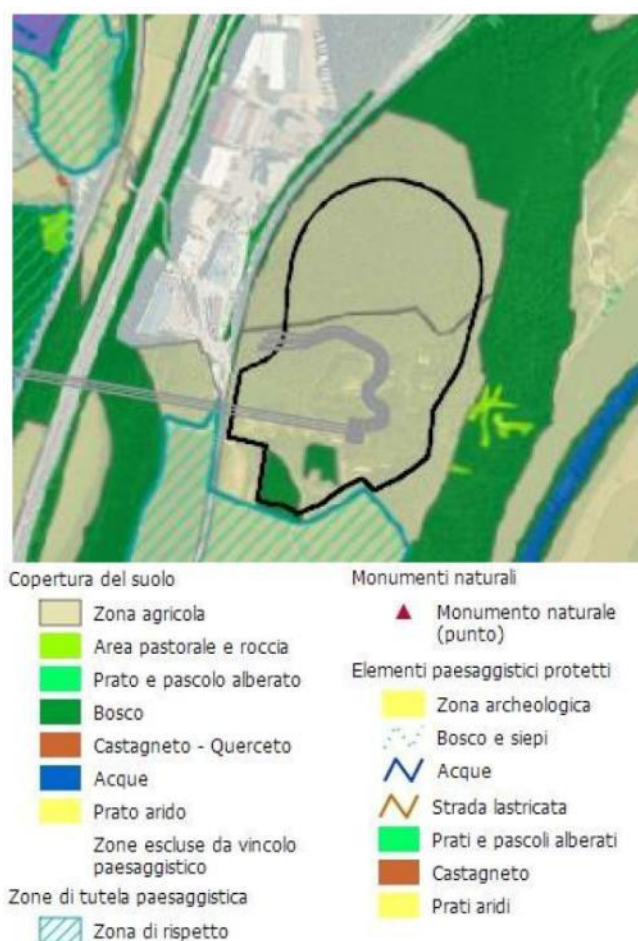 Copertura del suolo
Zona agricola
Area pastorale e roccia
Prato e pascolo alberato
Bosco
Castagneto - Querceto
Acque
Prato arido
Zone escluse da vincolo
paesaggistico
Zone di tutela paesaggistica
Zona di rispetto
Monumenti naturali
Monumento naturale
(punto)
Elementi paesaggistici protetti
Zona archeologica
Bosco e siepi
Acque
Strada lastricata
Prati e pascoli alberati
Castagneto
Prati aridi